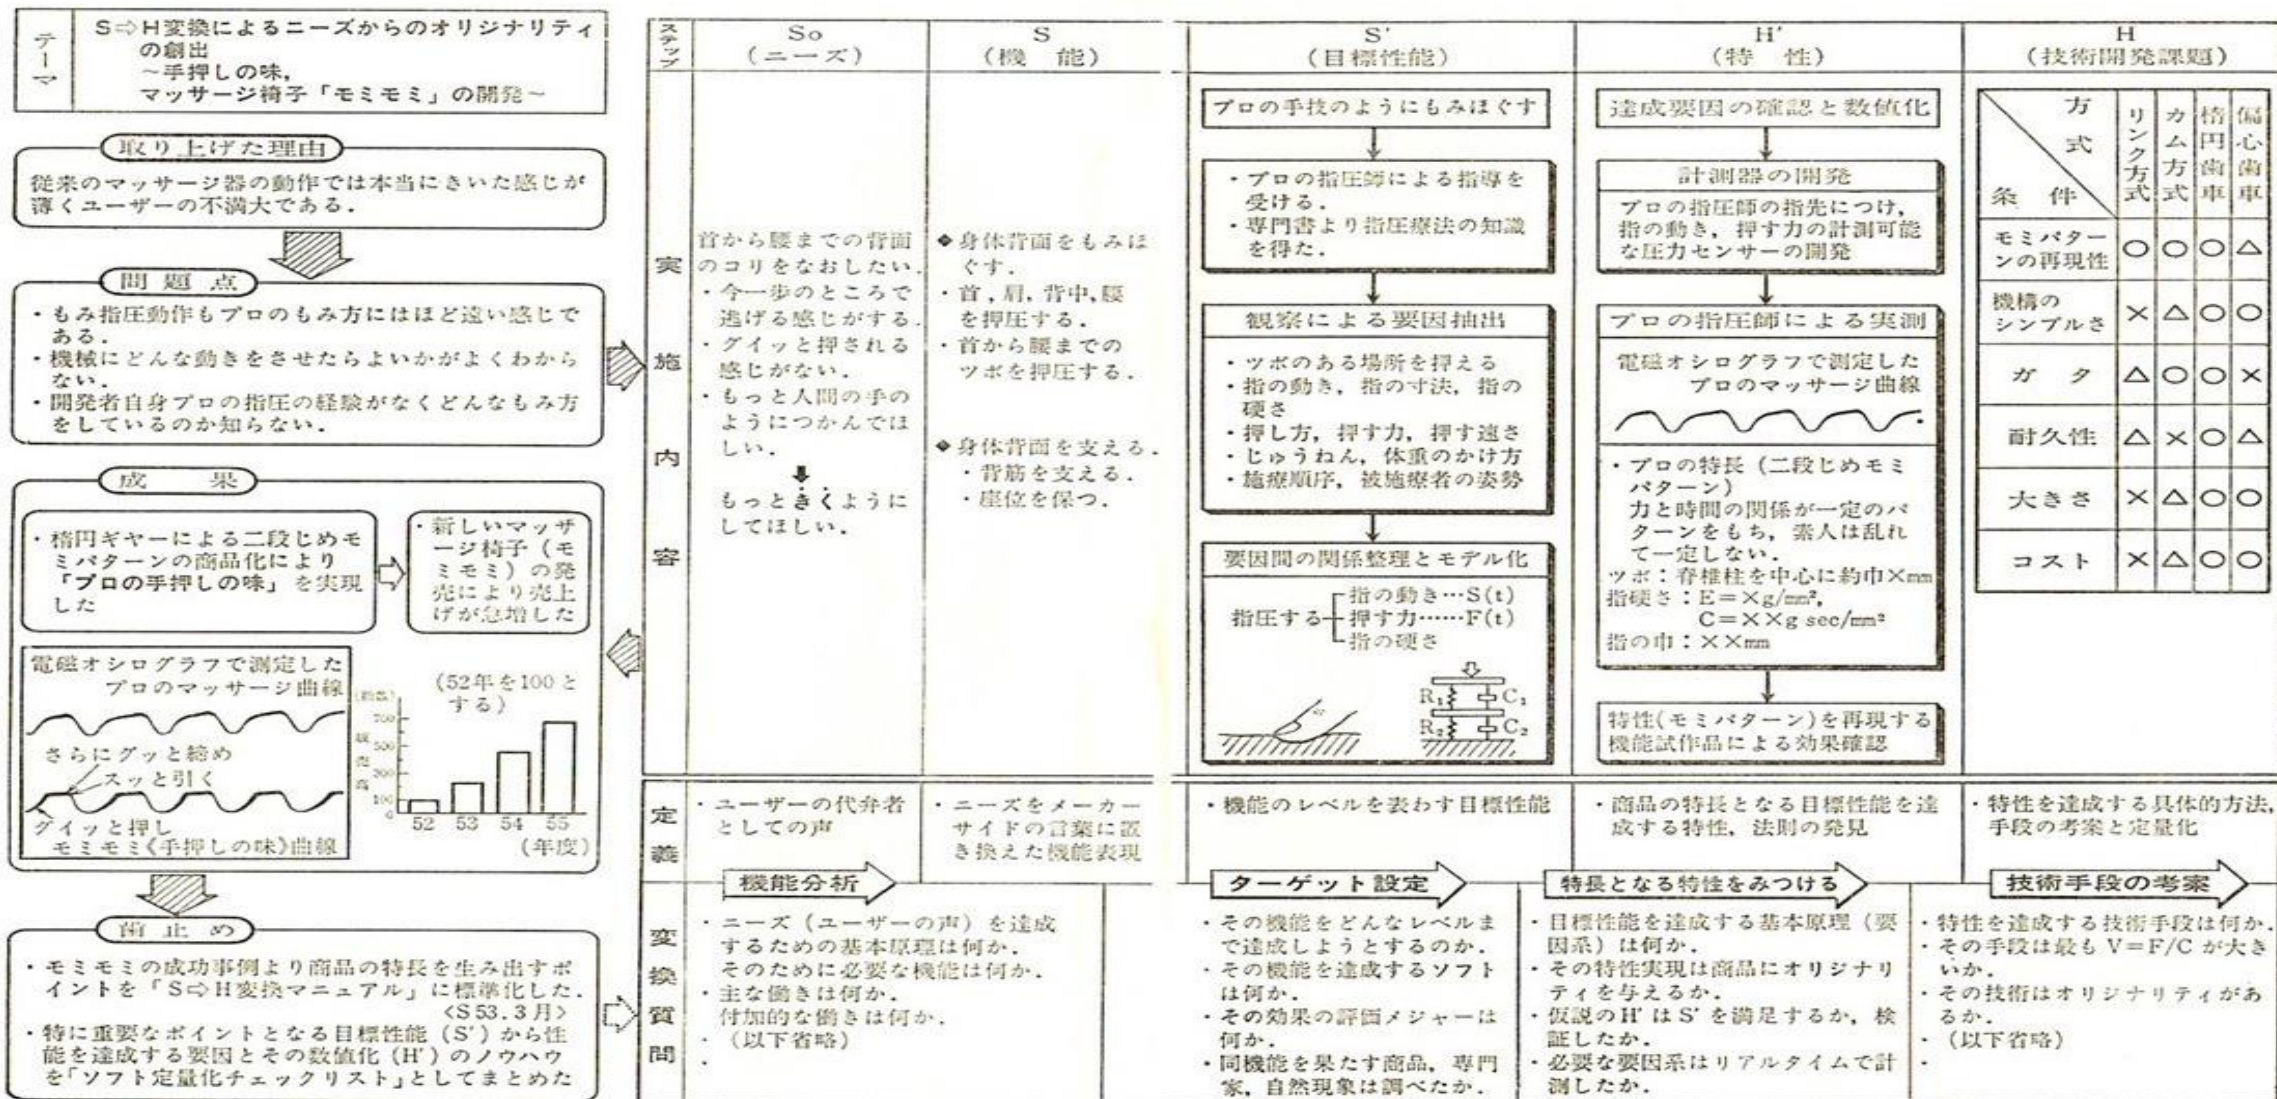 テーマ
S⇨H変換によるニーズからのオリジナリティ
の創出
～手押しの味,
マッサージ椅子「モミモミ」の開発～
取り上げた理由
従来のマッサージ器の動作では本当にきいた感じが
薄くユーザーの不満大である.
問題点
・もみ指圧動作もプロのもみ方にはほど遠い感じで
ある.
・機械にどんな動きをさせたらよいかがよくわから
ない.
・開発者自身プロの指圧の経験がなくどんなもみ方
をしているのか知らない.
成果
・楕円ギヤーによる二段じめモ
ミパターンの商品化により
「プロの手押しの味」を実現
した
・新しいマッサ
ージ椅子（モ
ミモミ）の発
売により売上
げが急増した
電磁オシログラフで測定した
プロのマッサージ曲線
さらにグッと締め
スッと引く
グイッと押し
モミモミ《手押しの味》曲線
(52年を100と
する)
700
500
300
100
0
52 53 54 55
(年度)
歯止め
・モミモミの成功事例より商品の特長を生み出すポ
イントを「S⇨H変換マニュアル」に標準化した.
<S53.3月>
・特に重要なポイントとなる目標性能（S'）から性
能を達成する要因とその数値化（H'）のノウハウ
を「ソフト定量化チェックリスト」としてまとめた
ステップ
So
(ニーズ)
S
(機能)
S'
(目標性能)
H'
(特性)
H
(技術開発課題)
実施内容
首から腰までの背面
のコリをなおしたい.
・今一歩のところで
逃げる感じがする.
・グイッと押される
感じがない.
・もっと人間の手の
ようにつかんでほ
しい.
もっときくように
してほしい.
◆身体背面をもみほ
ぐす.
・首,肩,背中,腰
を押圧する.
・首から腰までの
ツボを押圧する.
◆身体背面を支える.
・背筋を支える.
・座位を保つ.
プロの手技のようにもみほぐす
・プロの指圧師による指導を
受ける.
・専門書より指圧療法の知識
を得た.
観察による要因抽出
・ツボのある場所を押える
・指の動き,指の寸法,指の
硬さ
・押し方,押す力,押す速さ
・じゅうねん,体重のかけ方
・施療順序,被施療者の姿勢
要因間の関係整理とモデル化
指圧する
指の動き…S(t)
押す力……F(t)
指の硬さ
R₁ C₁
R₂ C₂
達成要因の確認と数値化
計測器の開発
プロの指圧師の指先につけ,
指の動き,押す力の計測可能
な圧力センサーの開発
プロの指圧師による実測
電磁オシログラフで測定した
プロのマッサージ曲線
・プロの特長（二段じめモミ
パターン）
力と時間の関係が一定のパ
ターンをもち,素人は乱れ
て一定しない.
ツボ：脊椎柱を中心に約巾×mm
指硬さ：E=×g/mm²,
C=××g sec/mm²
指の巾：××mm
特性(モミパターン)を再現する
機能試作品による効果確認
方式
条件
リンク方式 カム方式 楕円歯車 偏心歯車
モミパター
ンの再現性 ○ ○ ○ △
機構の
シンプルさ × △ ○ ○
ガタ △ ○ ○ ×
耐久性 △ × ○ △
大きさ × △ ○ ○
コスト × △ ○ ○
定義
・ユーザーの代弁者
としての声
・ニーズをメーカー
サイドの言葉に置
き換えた機能表現
・機能のレベルを表わす目標性能
・商品の特長となる目標性能を達
成する特性,法則の発見
・特性を達成する具体的方法,
手段の考案と定量化
変換質問
機能分析
・ニーズ（ユーザーの声）を達成
するための基本原理は何か.
そのために必要な機能は何か.
・主な働きは何か.
付加的な働きは何か.
・（以下省略）
・
ターゲット設定
・その機能をどんなレベルま
で達成しようとするのか.
・その機能を達成するソフト
は何か.
・その効果の評価メジャーは
何か.
・同機能を果たす商品,専門
家,自然現象は調べたか.
特長となる特性をみつける
・目標性能を達成する基本原理（要
因系）は何か.
・その特性実現は商品にオリジナリ
ティを与えるか.
・仮説のH'はS'を満足するか,検
証したか.
・必要な要因系はリアルタイムで計
測したか.
技術手段の考案
・特性を達成する技術手段は何か.
・その手段は最もV=F/Cが大き
いか.
・その技術はオリジナリティがあ
るか.
・（以下省略）
・